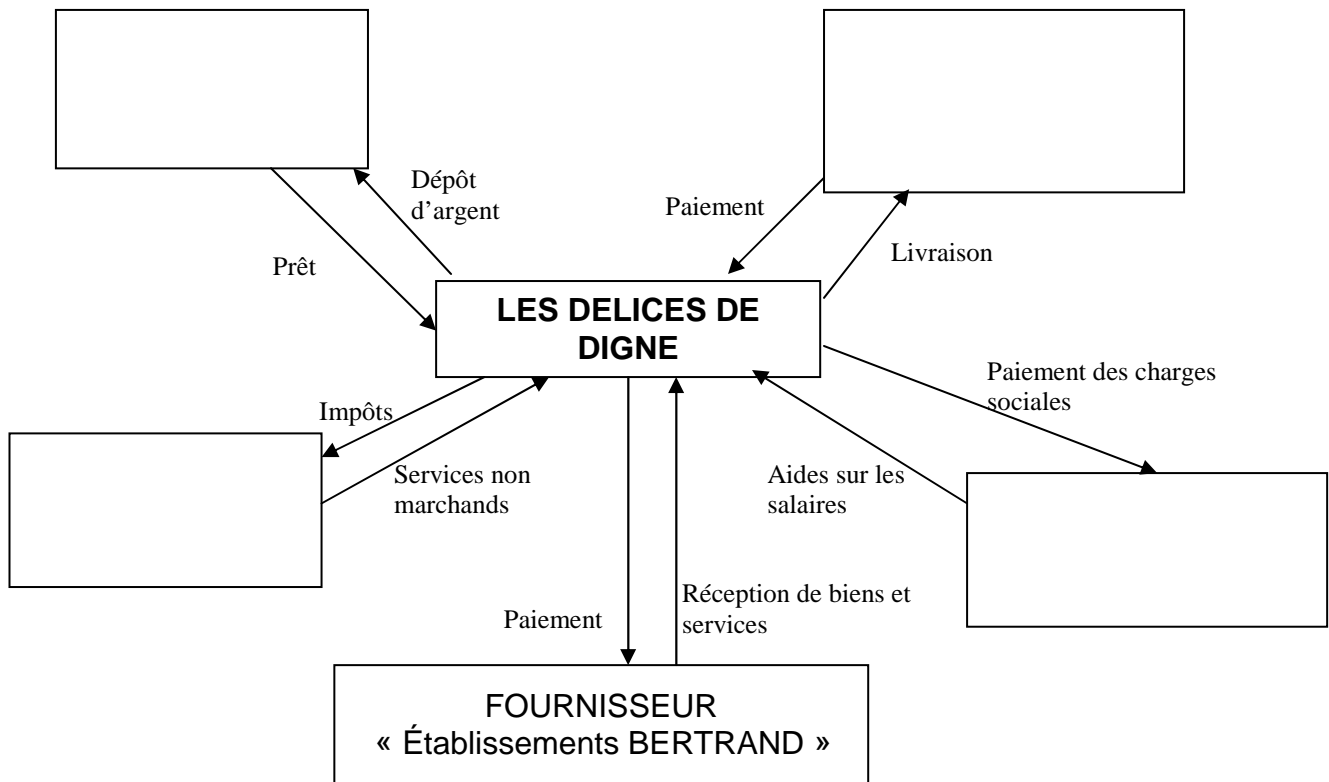 Dépôt
d’argent
Paiement
Prêt
Livraison
LES DELICES DE
DIGNE
Paiement des charges
sociales
Impôts
Services non
marchands
Aides sur les
salaires
Réception de biens et
services
Paiement
FOURNISSEUR
« Établissements BERTRAND »